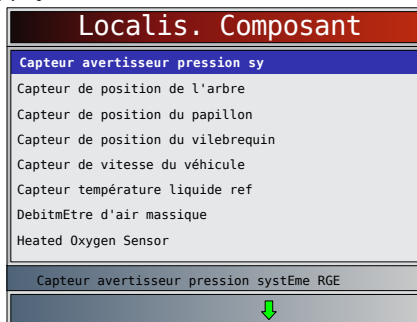 Localis. Composant
Capteur avertisseur pression sy
Capteur de position de l'arbre
Capteur de position du papillon
Capteur de position du vilebrequin
Capteur de vitesse du véhicule
Capteur température liquide ref
DebitmEtre d'air massique
Heated Oxygen Sensor
Capteur avertisseur pression systEme RGE